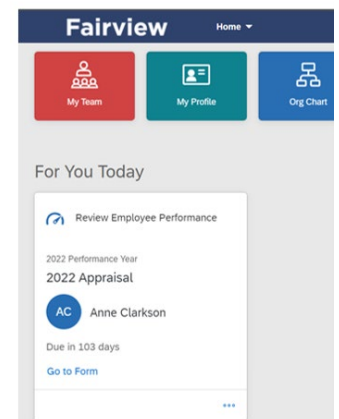 Fairview
Home
My Team
My Profile
Org Chart
For You Today
Review Employee Performance
2022 Performance Year
2022 Appraisal
AC
Anne Clarkson
Due in 103 days
Go to Form